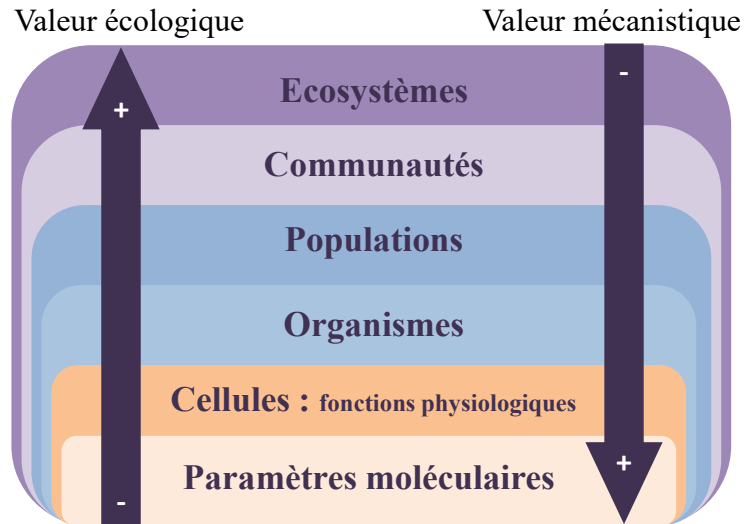 Valeur écologique
Valeur mécanistique
-
+
Ecosystèmes
Communautés
Populations
Organismes
Cellules : fonctions physiologiques
+
Paramètres moléculaires
-